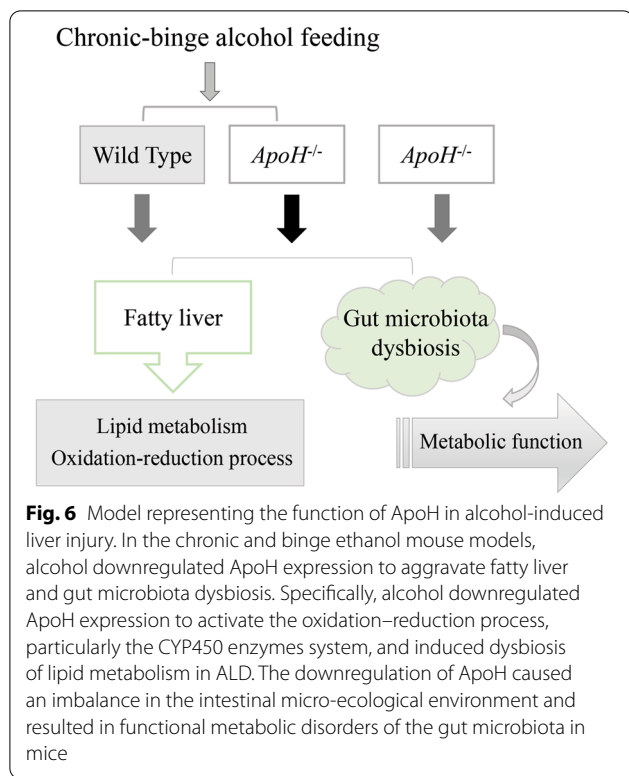 Chronic-binge alcohol feeding
Wild Type
ApoH-/-
ApoH-/-
Fatty liver
Gut microbiota
dysbiosis
Lipid metabolism
Oxidation-reduction process
Metabolic function
Fig. 6 Model representing the function of ApoH in alcohol-induced
liver injury. In the chronic and binge ethanol mouse models,
alcohol downregulated ApoH expression to aggravate fatty liver
and gut microbiota dysbiosis. Specifically, alcohol downregulated
ApoH expression to activate the oxidation–reduction process,
particularly the CYP450 enzymes system, and induced dysbiosis
of lipid metabolism in ALD. The downregulation of ApoH caused
an imbalance in the intestinal micro-ecological environment and
resulted in functional metabolic disorders of the gut microbiota in
mice